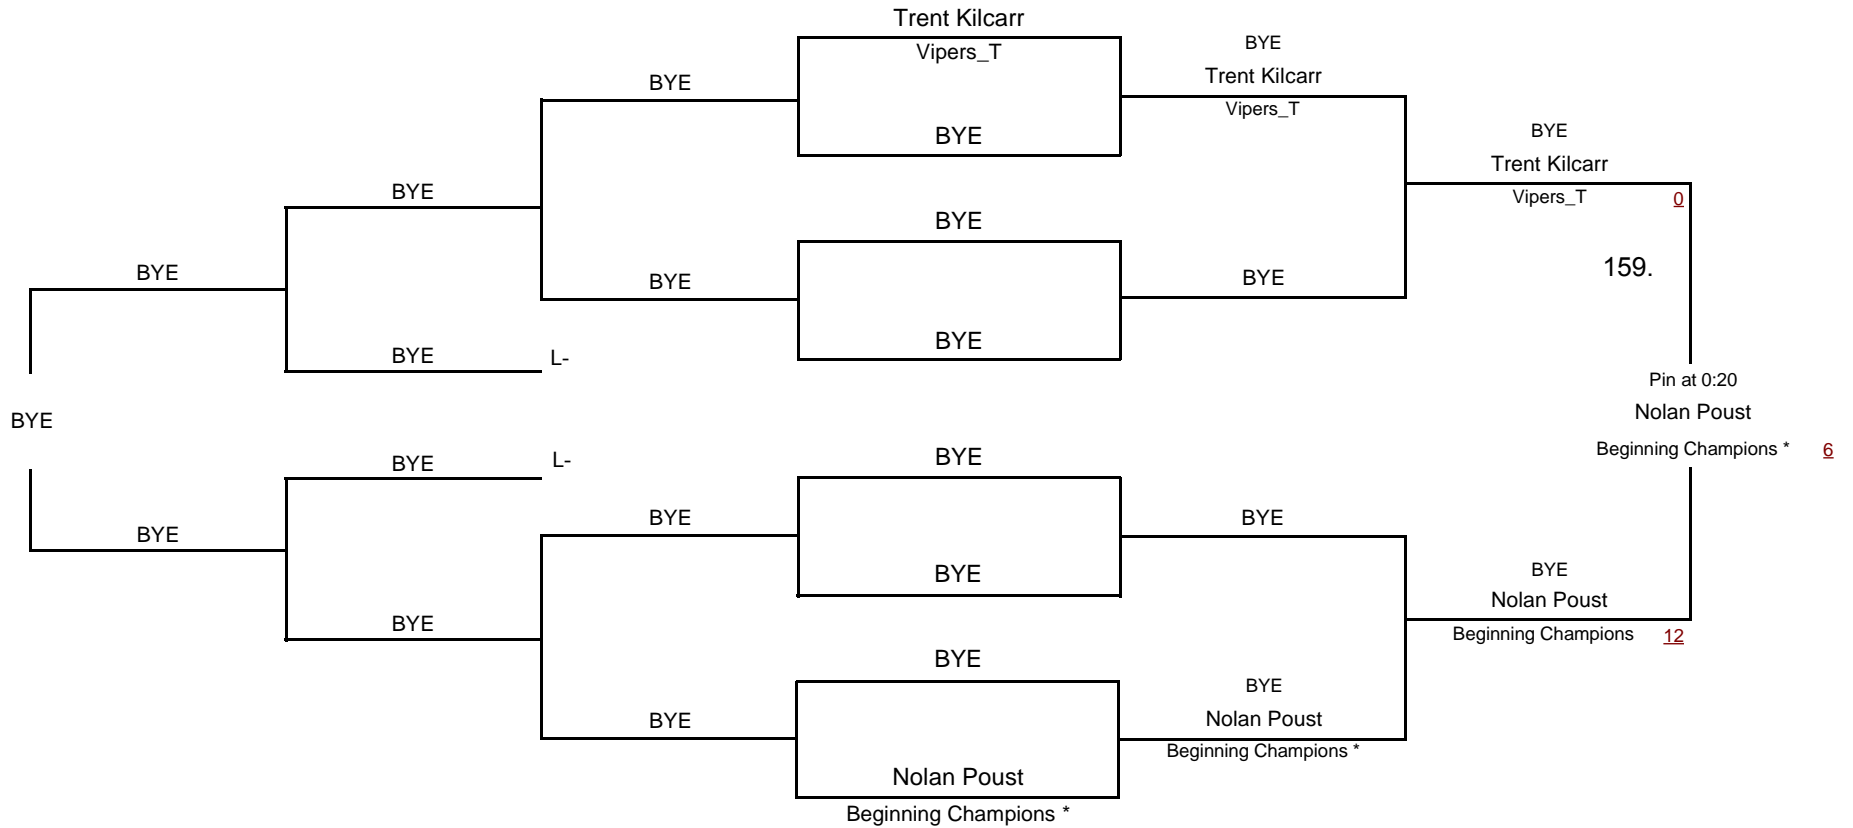 Trent Kilcarr
Vipers_T
BYE
BYE
Trent Kilcarr
Vipers_T
BYE
BYE
BYE
Trent Kilcarr
Vipers_T
0
BYE
BYE
159.
BYE
BYE
BYE
BYE
BYE
L-
Pin at 0:20
Nolan Poust
Beginning Champions *
6
BYE
BYE
L-
BYE
BYE
BYE
BYE
BYE
BYE
Nolan Poust
Beginning Champions
12
BYE
BYE
BYE
Nolan Poust
Beginning Champions *
BYE
Nolan Poust
Beginning Champions *